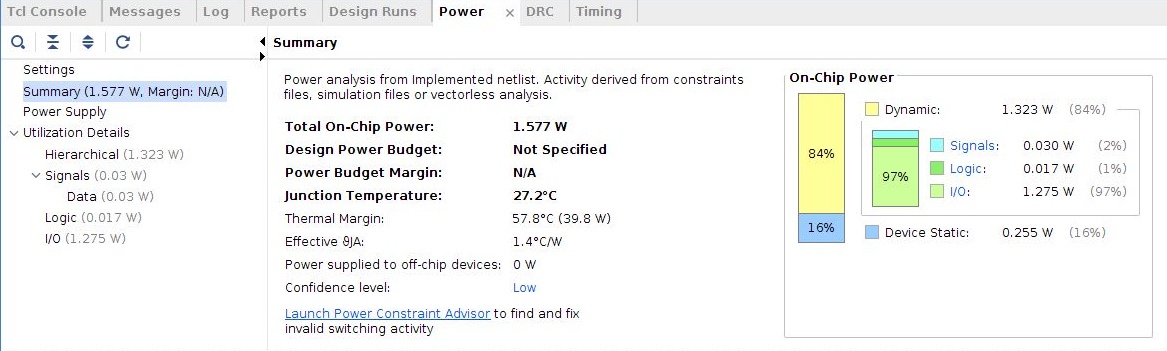 Tcl Console Messages Log Reports Design Runs Power × DRC Timing
Summary
Settings
Summary (1.577 W, Margin: N/A)
Power Supply
Utilization Details
Hierarchical (1.323 W)
Signals (0.03 W)
Data (0.03 W)
Logic (0.017 W)
I/O (1.275 W)
Power analysis from Implemented netlist. Activity derived from constraints
files, simulation files or vectorless analysis.
Total On-Chip Power: 1.577 W
Design Power Budget: Not Specified
Power Budget Margin: N/A
Junction Temperature: 27.2°C
Thermal Margin: 57.8°C (39.8 W)
Effective ϑJA: 1.4°C/W
Power supplied to off-chip devices: 0 W
Confidence level: Low
Launch Power Constraint Advisor to find and fix
invalid switching activity
On-Chip Power
84%
16%
Dynamic: 1.323 W (84%)
97%
Signals: 0.030 W (2%)
Logic: 0.017 W (1%)
I/O: 1.275 W (97%)
Device Static: 0.255 W (16%)